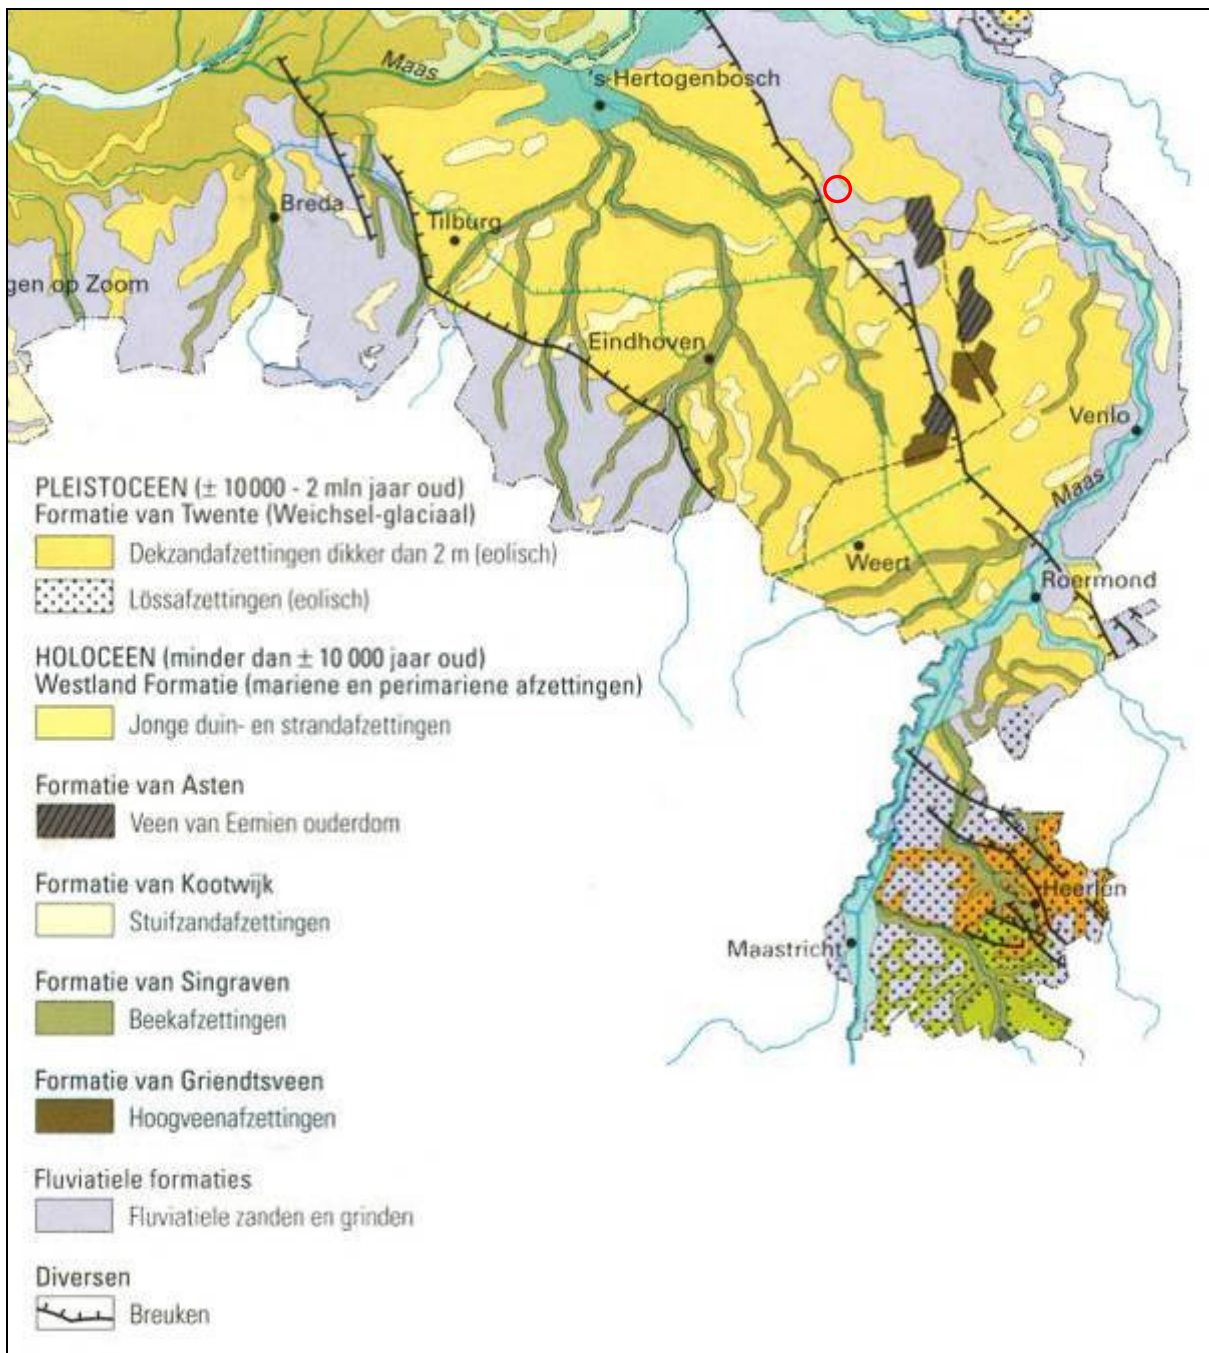 Maas
's-Hertogenbosch
Breda
Tilburg
gen op Zoom
Eindhoven
Venlo
Maas
Weert
Roermond
Heerlen
Maastricht
PLEISTOCEEN (± 10000 - 2 mln jaar oud)
Formatie van Twente (Weichsel-glaciaal)
Dekzandafzettingen dikker dan 2 m (eolisch)
Lössafzettingen (eolisch)
HOLOCEEN (minder dan ± 10 000 jaar oud)
Westland Formatie (mariene en perimariene afzettingen)
Jonge duin- en strandafzettingen
Formatie van Asten
Veen van Eemien ouderdom
Formatie van Kootwijk
Stuifzandafzettingen
Formatie van Singraven
Beekafzettingen
Formatie van Griendtsveen
Hoogveenafzettingen
Fluviatiele formaties
Fluviatiele zanden en grinden
Diversen
Breuken